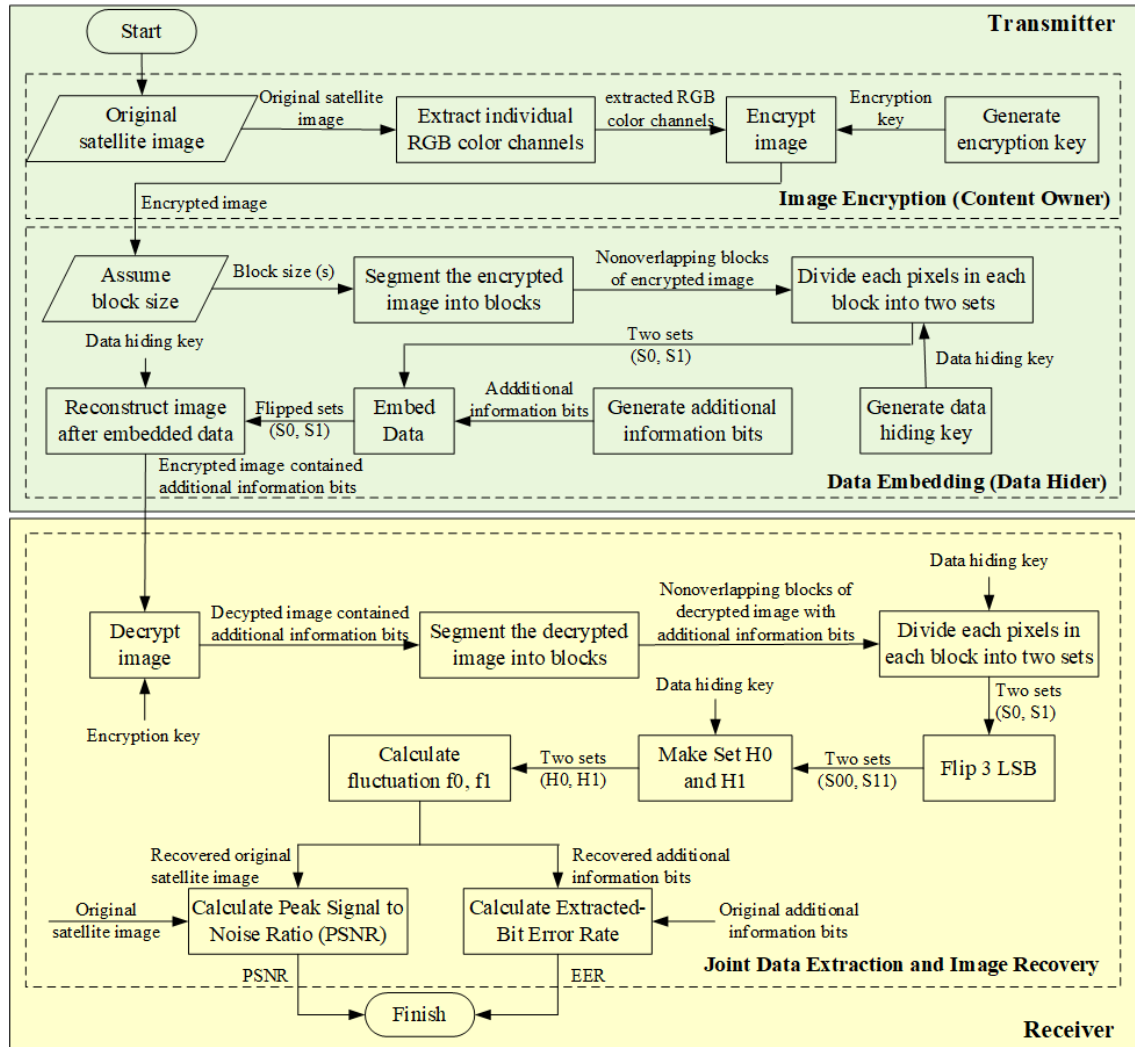 Transmitter
Start
Original
satellite image
Original satellite
image
Extract individual
RGB color channels
extracted RGB
color channels
Encrypt
image
Encryption
key
Generate
encryption key
Image Encryption (Content Owner)
Encrypted image
Assume
block size
Block size (s)
Segment the encrypted
image into blocks
Nonoverlapping blocks
of encrypted image
Divide each pixels in each
block into two sets
Two sets
(S0, S1)
Data hiding key
Data hiding key
Reconstruct image
after embedded data
Flipped sets
(S0, S1)
Embed
Data
Addditional
information bits
Generate additional
information bits
Generate data
hiding key
Encrypted image contained
additional information bits
Data Embedding (Data Hider)
Data hiding key
Decrypt
image
Decypted image contained
additional information bits
Segment the decrypted
image into blocks
Nonoverlapping blocks of
decrypted image with
additional information bits
Divide each pixels in
each block into two sets
Encryption key
Data hiding key
Two sets
(S0, S1)
Calculate
fluctuation f0, f1
Two sets
(H0, H1)
Make Set H0
and H1
Two sets
(S00, S11)
Flip 3 LSB
Recovered original
satellite image
Recovered additional
information bits
Original
satellite image
Calculate Peak Signal to
Noise Ratio (PSNR)
Calculate Extracted-
Bit Error Rate
Original additional
information bits
Joint Data Extraction and Image Recovery
PSNR
EER
Finish
Receiver